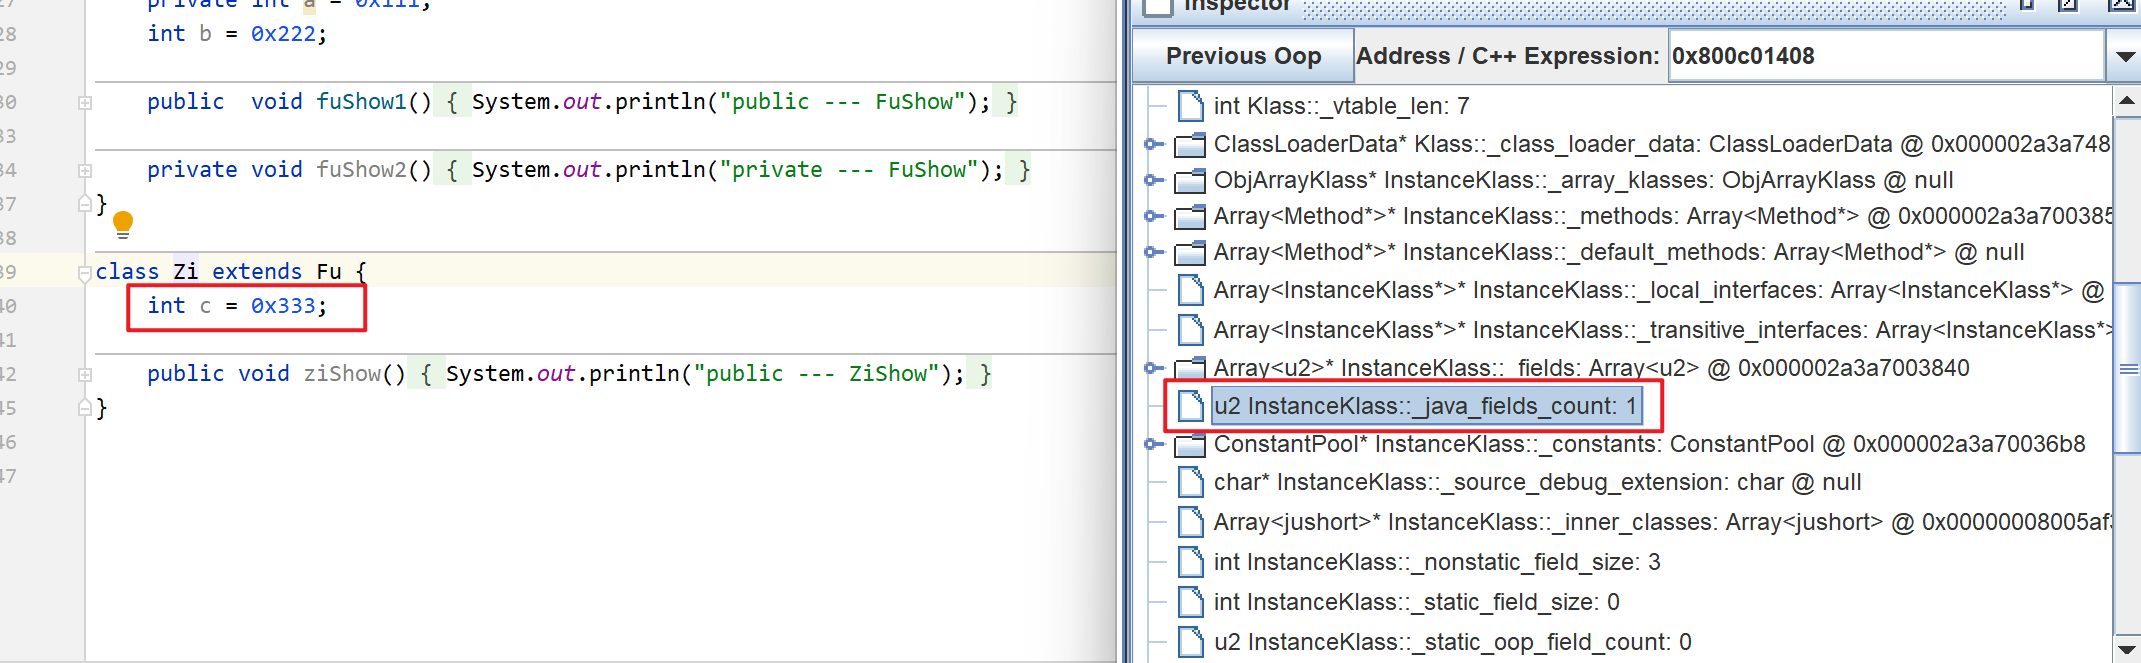 27 private int a = 0x111;
28 int b = 0x222;
29
30 public  void fuShow1() { System.out.println("public --- FuShow"); }
33
34 private void fuShow2() { System.out.println("private --- FuShow"); }
37 }
38
39 class Zi extends Fu {
40 int c = 0x333;
41
42 public void ziShow() { System.out.println("public --- ZiShow"); }
45 }
46
47
Inspector
Previous Oop Address / C++ Expression: 0x800c01408
int Klass::_vtable_len: 7
ClassLoaderData* Klass::_class_loader_data: ClassLoaderData @ 0x000002a3a748
ObjArrayKlass* InstanceKlass::_array_klasses: ObjArrayKlass @ null
Array<Method*>* InstanceKlass::_methods: Array<Method*> @ 0x000002a3a700385
Array<Method*>* InstanceKlass::_default_methods: Array<Method*> @ null
Array<InstanceKlass*>* InstanceKlass::_local_interfaces: Array<InstanceKlass*> @
Array<InstanceKlass*>* InstanceKlass::_transitive_interfaces: Array<InstanceKlass*>
Array<u2>* InstanceKlass::_fields: Array<u2> @ 0x000002a3a7003840
u2 InstanceKlass::_java_fields_count: 1
ConstantPool* InstanceKlass::_constants: ConstantPool @ 0x000002a3a70036b8
char* InstanceKlass::_source_debug_extension: char @ null
Array<jushort>* InstanceKlass::_inner_classes: Array<jushort> @ 0x00000008005af
int InstanceKlass::_nonstatic_field_size: 3
int InstanceKlass::_static_field_size: 0
u2 InstanceKlass::_static_oop_field_count: 0